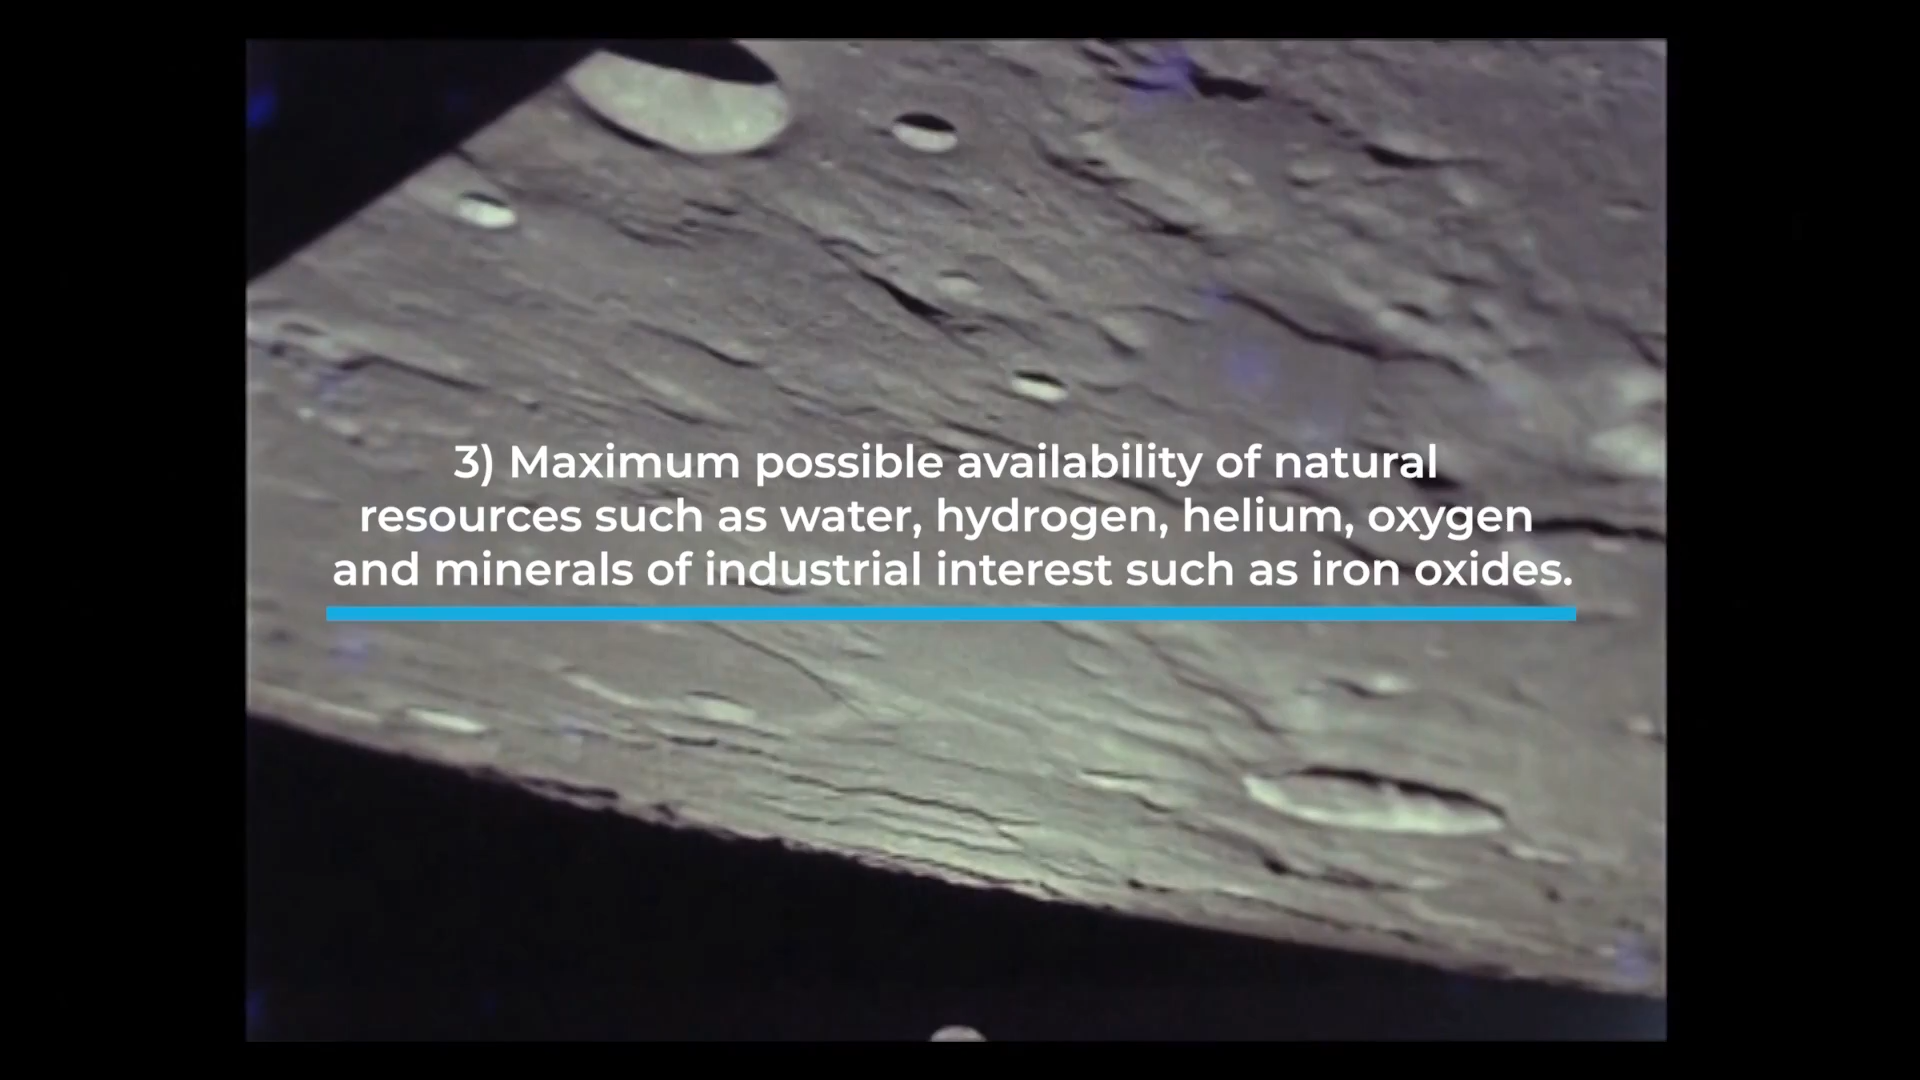 3) Maximum possible availability of natural
resources such as water, hydrogen, helium, oxygen
and minerals of industrial interest such as iron oxides.